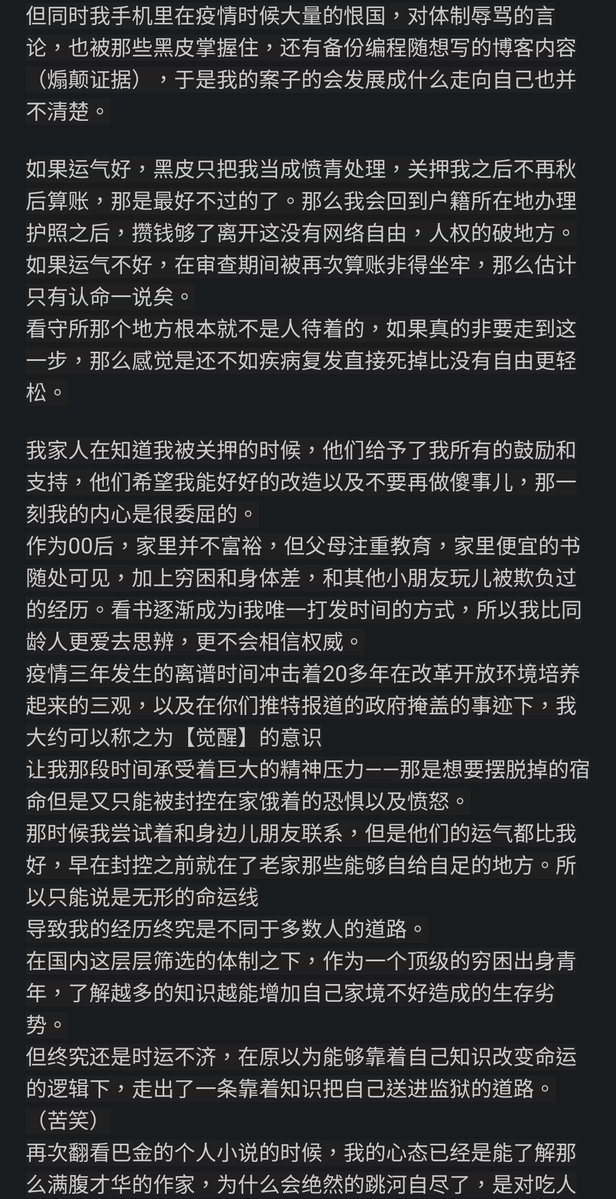 但同时我手机里在疫情时候大量的恨国，对体制辱骂的言
论，也被那些黑皮掌握住，还有备份编程随想写的博客内容
（煽颠证据），于是我的案子的会发展成什么走向自己也并
不清楚。
如果运气好，黑皮只把我当成愤青处理，关押我之后不再秋
后算账，那是最好不过的了。那么我会回到户籍所在地办理
护照之后，攒钱够了离开这没有网络自由，人权的破地方。
如果运气不好，在审查期间被再次算账非得坐牢，那么估计
只有认命一说矣。
看守所那个地方根本就不是人待着的，如果真的非要走到这
一步，那么感觉是还不如疾病复发直接死掉比没有自由更轻
松。
我家人在知道我被关押的时候，他们给予了我所有的鼓励和
支持，他们希望我能好好的改造以及不要再做傻事儿，那一
刻我的内心是很委屈的。
作为00后，家里并不富裕，但父母注重教育，家里便宜的书
随处可见，加上穷困和身体差，和其他小朋友玩儿被欺负过
的经历。看书逐渐成为i我唯一打发时间的方式，所以我比同
龄人更爱去思辨，更不会相信权威。
疫情三年发生的离谱时间冲击着20多年在改革开放环境培养
起来的三观，以及在你们推特报道的政府掩盖的事迹下，我
大约可以称之为【觉醒】的意识
让我那段时间承受着巨大的精神压力——那是想要摆脱掉的宿
命但是又只能被封控在家饿着的恐惧以及愤怒。
那时候我尝试着和身边儿朋友联系，但是他们的运气都比我
好，早在封控之前就在了老家那些能够自给自足的地方。所
以只能说是无形的命运线
导致我的经历终究是不同于多数人的道路。
在国内这层层筛选的体制之下，作为一个顶级的穷困出身青
年，了解越多的知识越能增加自己家境不好造成的生存劣
势。
但终究还是时运不济，在原以为能够靠着自己知识改变命运
的逻辑下，走出了一条靠着知识把自己送进监狱的道路。
（苦笑）
再次翻看巴金的个人小说的时候，我的心态已经是能了解那
么满腹才华的作家，为什么会绝然的跳河自尽了，是对吃人